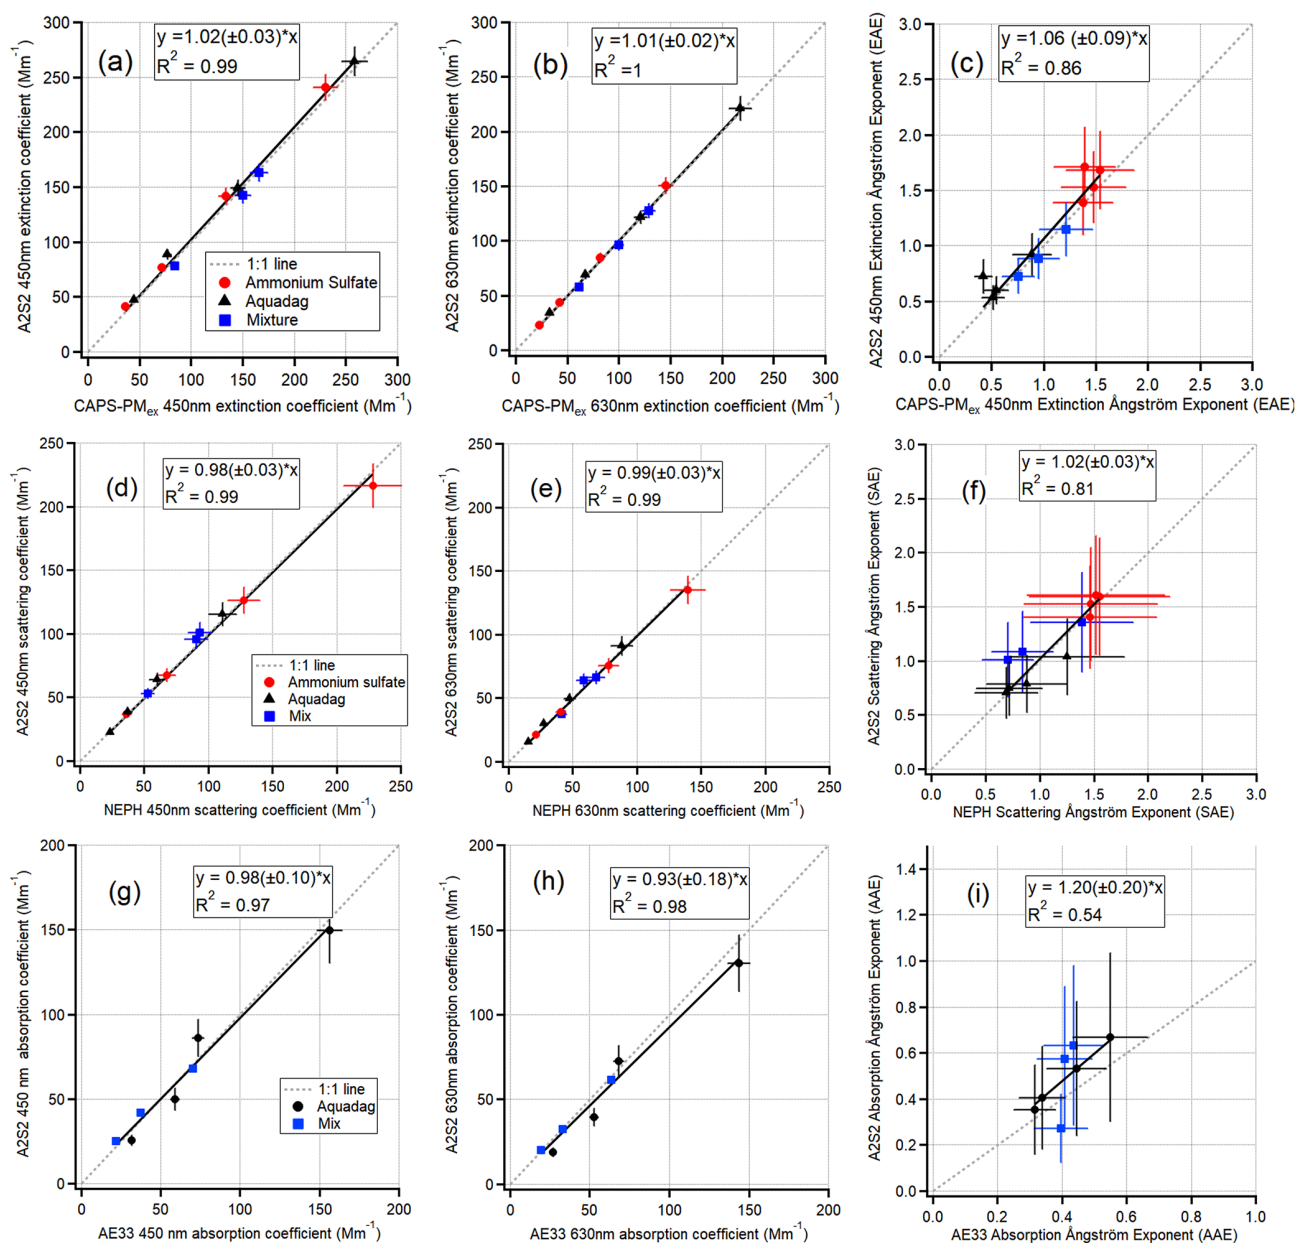 (a)
y =1.02(±0.03)*x
R² = 0.99
A2S2 450nm extinction coefficient (Mm⁻¹)
300
250
200
150
100
50
0
1:1 line
Ammonium Sulfate
Aquadag
Mixture
0 50 100 150 200 250 300
CAPS-PMₑₓ 450nm extinction coefficient (Mm⁻¹)
(b)
y =1.01(±0.02)*x
R² =1
A2S2 630nm extinction coefficient (Mm⁻¹)
300
250
200
150
100
50
0
0 50 100 150 200 250 300
CAPS-PMₑₓ 630nm extinction coefficient (Mm⁻¹)
(c)
y=1.06 (±0.09)*x
R² = 0.86
A2S2 450nm Extinction Ångström Exponent (EAE)
3.0
2.5
2.0
1.5
1.0
0.5
0.0
0.0 0.5 1.0 1.5 2.0 2.5 3.0
CAPS-PMₑₓ 450nm Extinction Ångström Exponent (EAE)
(d)
y = 0.98(±0.03)*x
R² = 0.99
A2S2 450nm scattering coefficient (Mm⁻¹)
250
200
150
100
50
0
1:1 line
Ammonium sulfate
Aquadag
Mix
0 50 100 150 200 250
NEPH 450nm scattering coefficient (Mm⁻¹)
(e)
y = 0.99(±0.03)*x
R² = 0.99
A2S2 630nm scattering coefficient (Mm⁻¹)
250
200
150
100
50
0
0 50 100 150 200 250
NEPH 630nm scattering coefficient (Mm⁻¹)
(f)
y = 1.02(±0.03)*x
R² = 0.81
A2S2 Scattering Ångström Exponent (SAE)
3.0
2.5
2.0
1.5
1.0
0.5
0.0
0.0 0.5 1.0 1.5 2.0 2.5 3.0
NEPH Scattering Ångström Exponent (SAE)
(g)
y = 0.98(±0.10)*x
R² = 0.97
A2S2 450 nm absorption coefficient (Mm⁻¹)
200
150
100
50
0
1:1 line
Aquadag
Mix
0 50 100 150 200
AE33 450 nm absorption coefficient (Mm⁻¹)
(h)
y = 0.93(±0.18)*x
R² = 0.98
A2S2 630nm absorption coefficient (Mm⁻¹)
200
150
100
50
0
0 50 100 150 200
AE33 630nm absorption coefficient (Mm⁻¹)
(i)
y = 1.20(±0.20)*x
R² = 0.54
A2S2 Absorption Ångström Exponent (AAE)
1.4
1.2
1.0
0.8
0.6
0.4
0.2
0.0
0.0 0.2 0.4 0.6 0.8 1.0
AE33 Absorption Ångström Exponent (AAE)